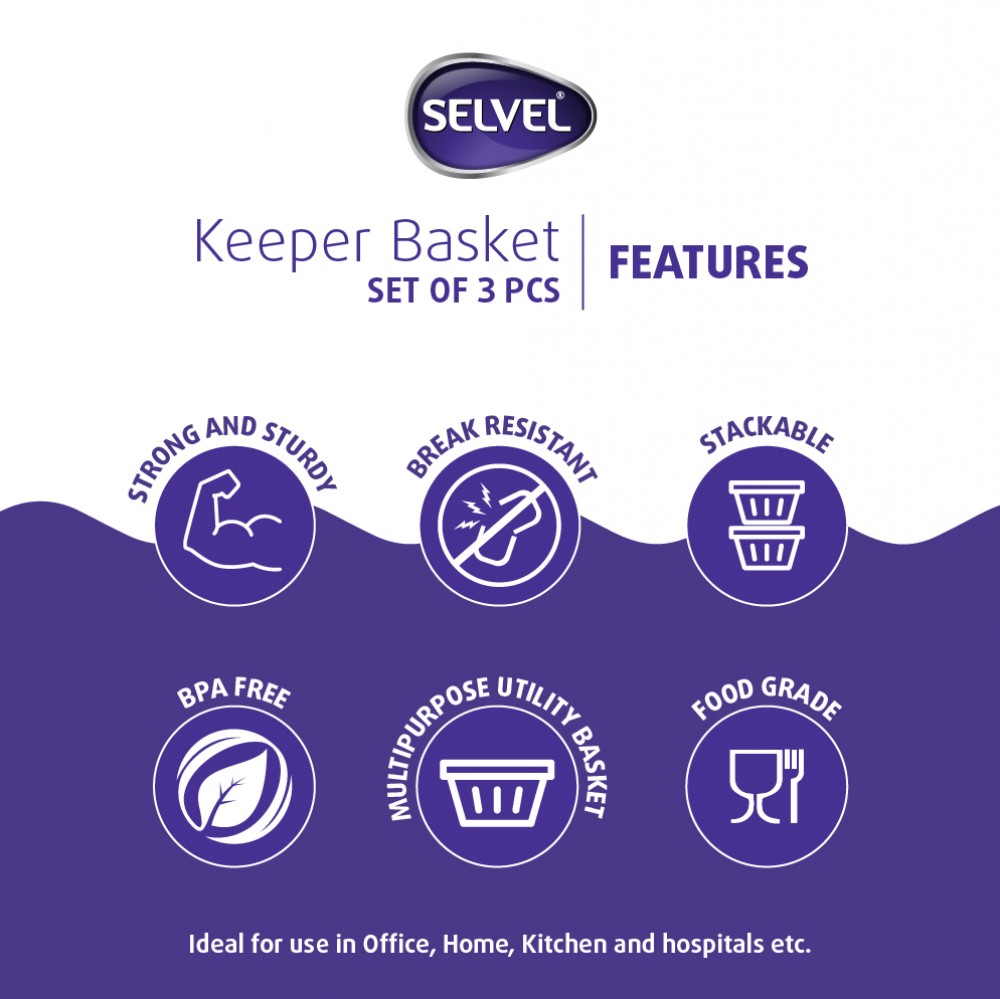 SELVEL®
Keeper Basket
SET OF 3 PCS
FEATURES
STRONG AND STURDY
BREAK RESISTANT
STACKABLE
BPA FREE
MULTIPURPOSE UTILITY BASKET
FOOD GRADE
Ideal for use in Office, Home, Kitchen and hospitals etc.